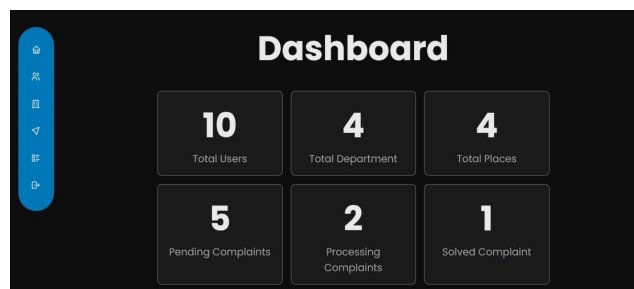 Dashboard
10
Total Users
4
Total Department
4
Total Places
5
Pending Complaints
2
Processing
Complaints
1
Solved Complaint